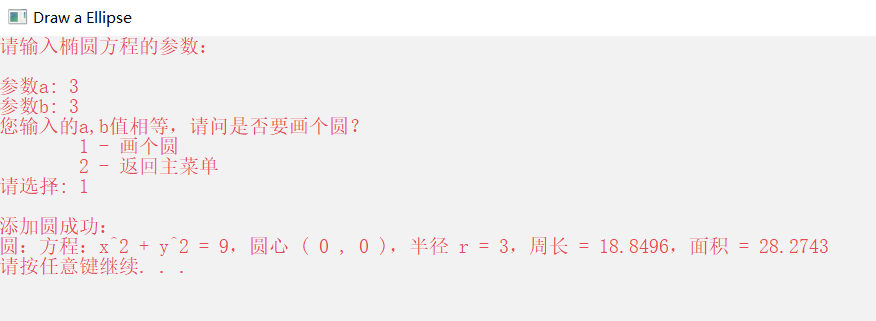 Draw a Ellipse
请输入椭圆方程的参数:
参数a: 3
参数b: 3
您输入的a,b值相等，请问是否要画个圆?
1 - 画个圆
2 - 返回主菜单
请选择: 1
添加圆成功:
圆: 方程: x^2 + y^2 = 9, 圆心 ( 0 , 0 ), 半径 r = 3, 周长 = 18.8496, 面积 = 28.2743
请按任意键继续. . .